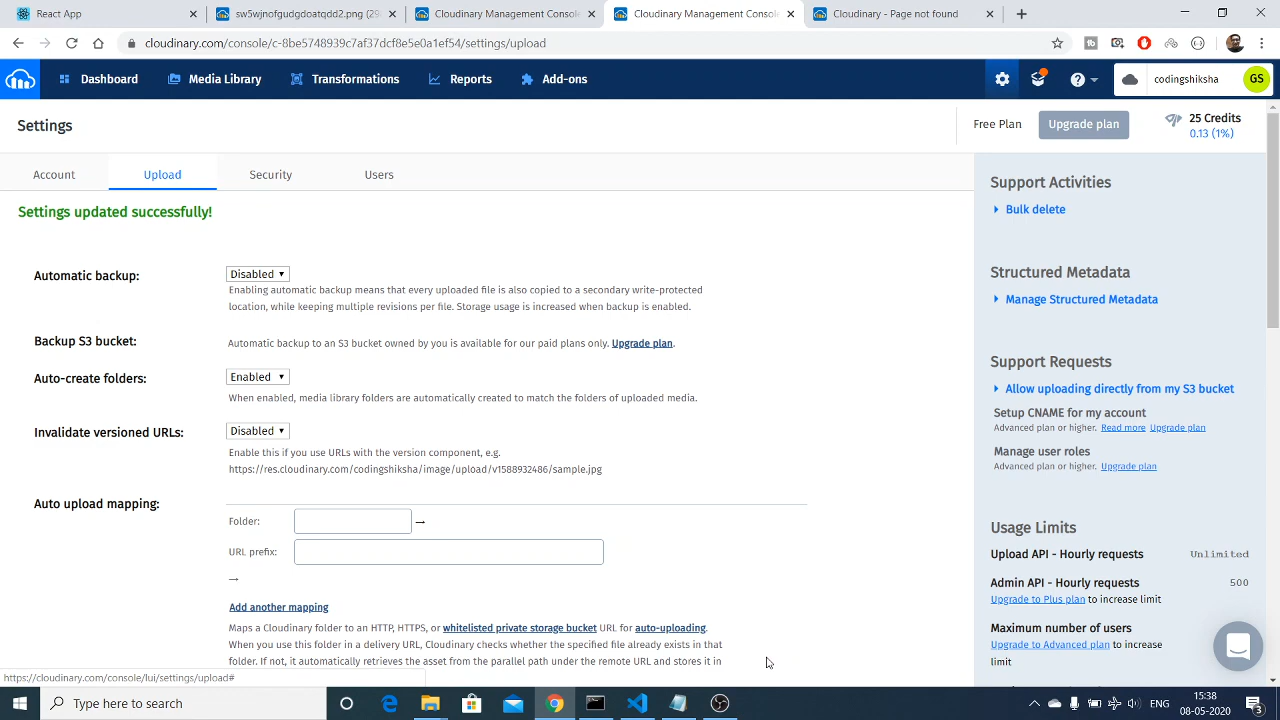 React App
sw5wjnofgudgdoatqdd2.png (29
Cloudinary Management Conso
Cloudinary Management Conso
Cloudinary - Page not found
cloudinary.com/console/c-8be5748939c7af37dcf8e5e0a1ef54/settings/upload
Dashboard
Media Library
Transformations
Reports
Add-ons
codingshiksha
GS
Settings
Free Plan
Upgrade plan
25 Credits
0.13 (1%)
Account
Upload
Security
Users
Settings updated successfully!
Automatic backup:
Disabled
Enabling automatic backup means that every uploaded file is also copied to a secondary write-protected
location, while keeping multiple revisions per file. Storage usage is increased when backup is enabled.
Backup S3 bucket:
Automatic backup to an S3 bucket owned by you is available for our paid plans only. Upgrade plan.
Auto-create folders:
Enabled
When enabled, media library folders are automatically created to match the folders of uploaded media.
Invalidate versioned URLs:
Disabled
Enable this if you use URLs with the version component, e.g.
https://res.cloudinary.com/codingshiksha/image/upload/v1588932486/sample.jpg
Auto upload mapping:
Folder:
→
URL prefix:
→
Add another mapping
Maps a Cloudinary folder to an HTTP, HTTPS, or whitelisted private storage bucket URL for auto-uploading.
When you use this folder in a delivery URL, Cloudinary checks whether the specified file already exists in that
folder. If not, it automatically retrieves the asset from the parallel path under the remote URL and stores it in
Support Activities
Bulk delete
Structured Metadata
Manage Structured Metadata
Support Requests
Allow uploading directly from my S3 bucket
Setup CNAME for my account
Advanced plan or higher. Read more Upgrade plan
Manage user roles
Advanced plan or higher. Upgrade plan
Usage Limits
Upload API - Hourly requests
Unlimited
Admin API - Hourly requests
500
Upgrade to Plus plan to increase limit
Maximum number of users
Upgrade to Advanced plan to increase
limit
https://cloudinary.com/console/lui/settings/upload#
Type here to search
ENG
15:38
08-05-2020
3